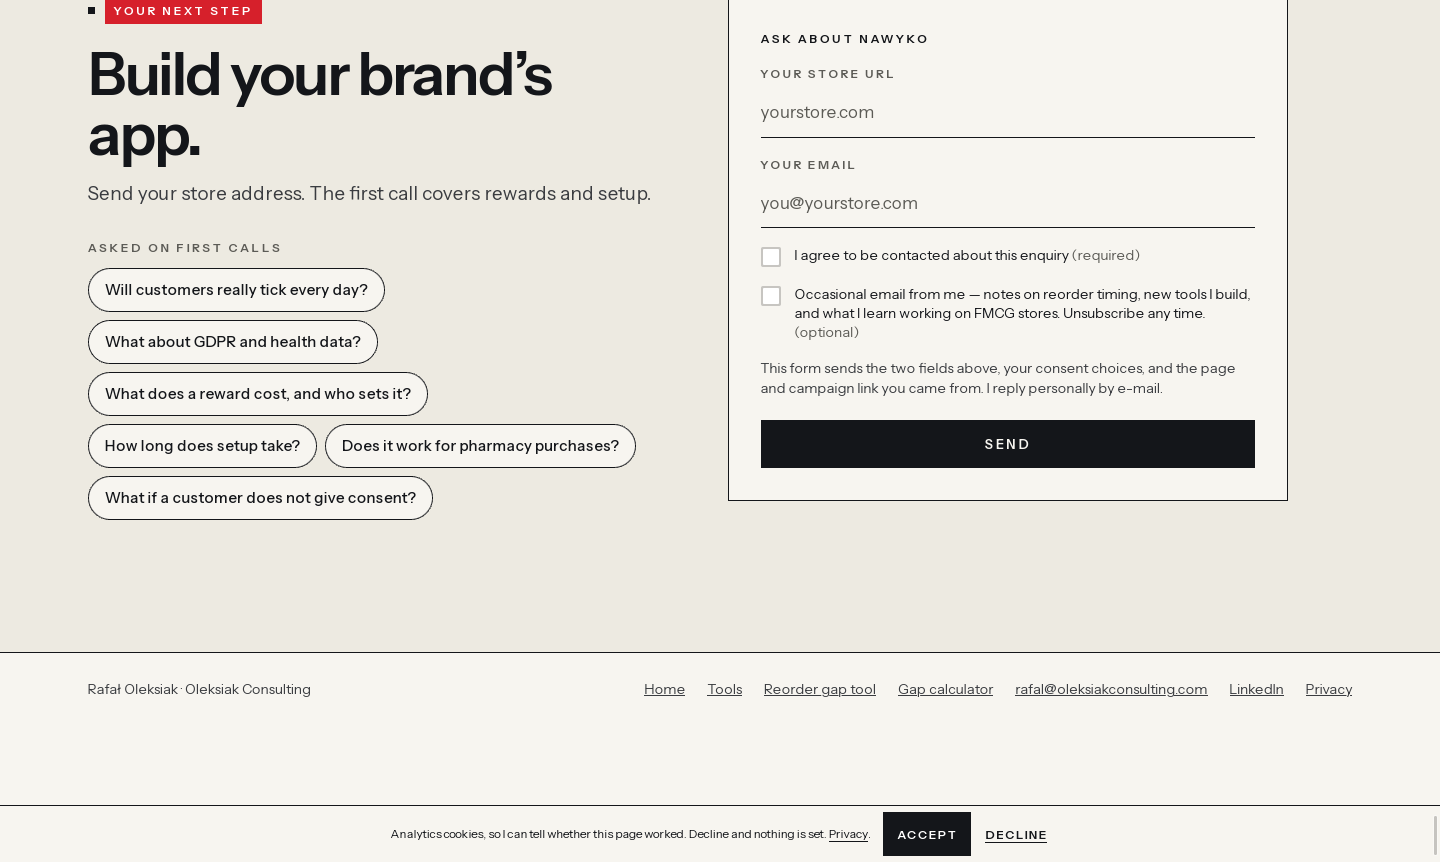 YOUR NEXT STEP
Build your brand’s
app.
Send your store address. The first call covers rewards and setup.
ASKED ON FIRST CALLS
Will customers really tick every day?
What about GDPR and health data?
What does a reward cost, and who sets it?
How long does setup take?
Does it work for pharmacy purchases?
What if a customer does not give consent?
ASK ABOUT NAWYKO
YOUR STORE URL
yourstore.com
YOUR EMAIL
you@yourstore.com
I agree to be contacted about this enquiry (required)
Occasional email from me — notes on reorder timing, new tools I build,
and what I learn working on FMCG stores. Unsubscribe any time.
(optional)
This form sends the two fields above, your consent choices, and the page
and campaign link you came from. I reply personally by e-mail.
SEND
Rafał Oleksiak · Oleksiak Consulting
Home Tools Reorder gap tool Gap calculator rafal@oleksiakconsulting.com LinkedIn Privacy
Analytics cookies, so I can tell whether this page worked. Decline and nothing is set. Privacy.
ACCEPT
DECLINE